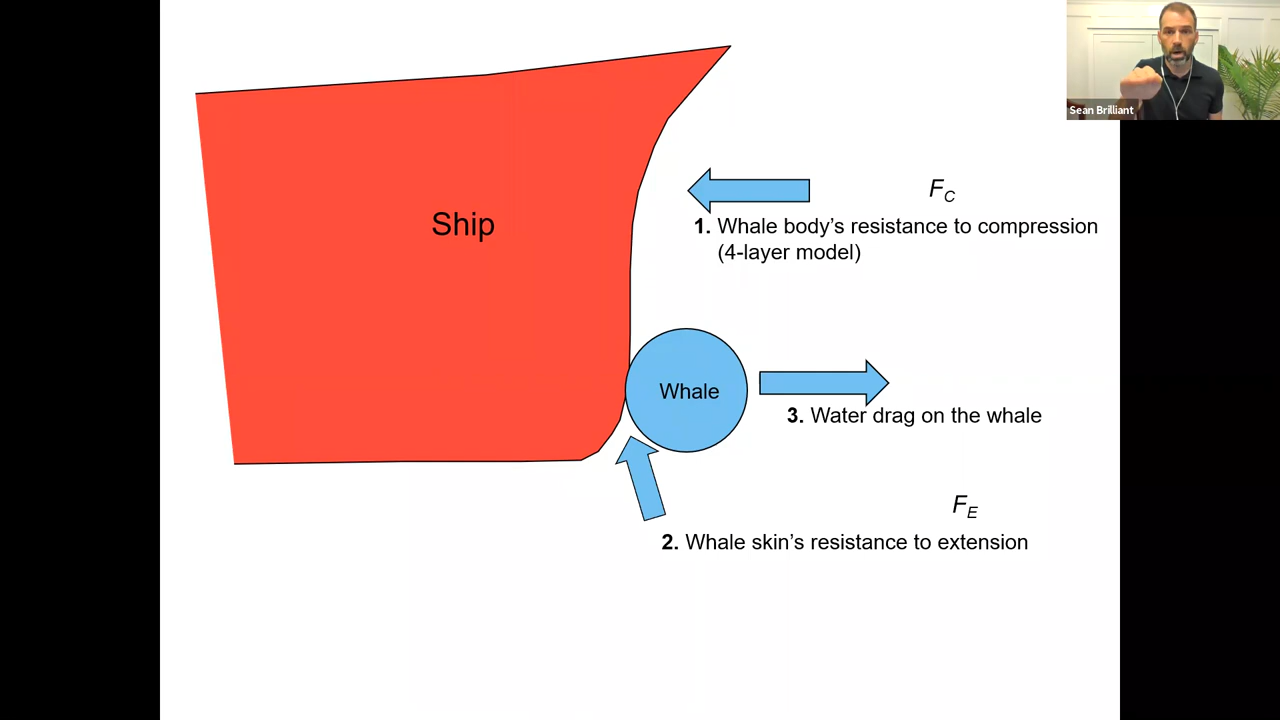 Sean Brilliant
Ship
F_C
1. Whale body’s resistance to compression
(4-layer model)
Whale
3. Water drag on the whale
F_E
2. Whale skin’s resistance to extension